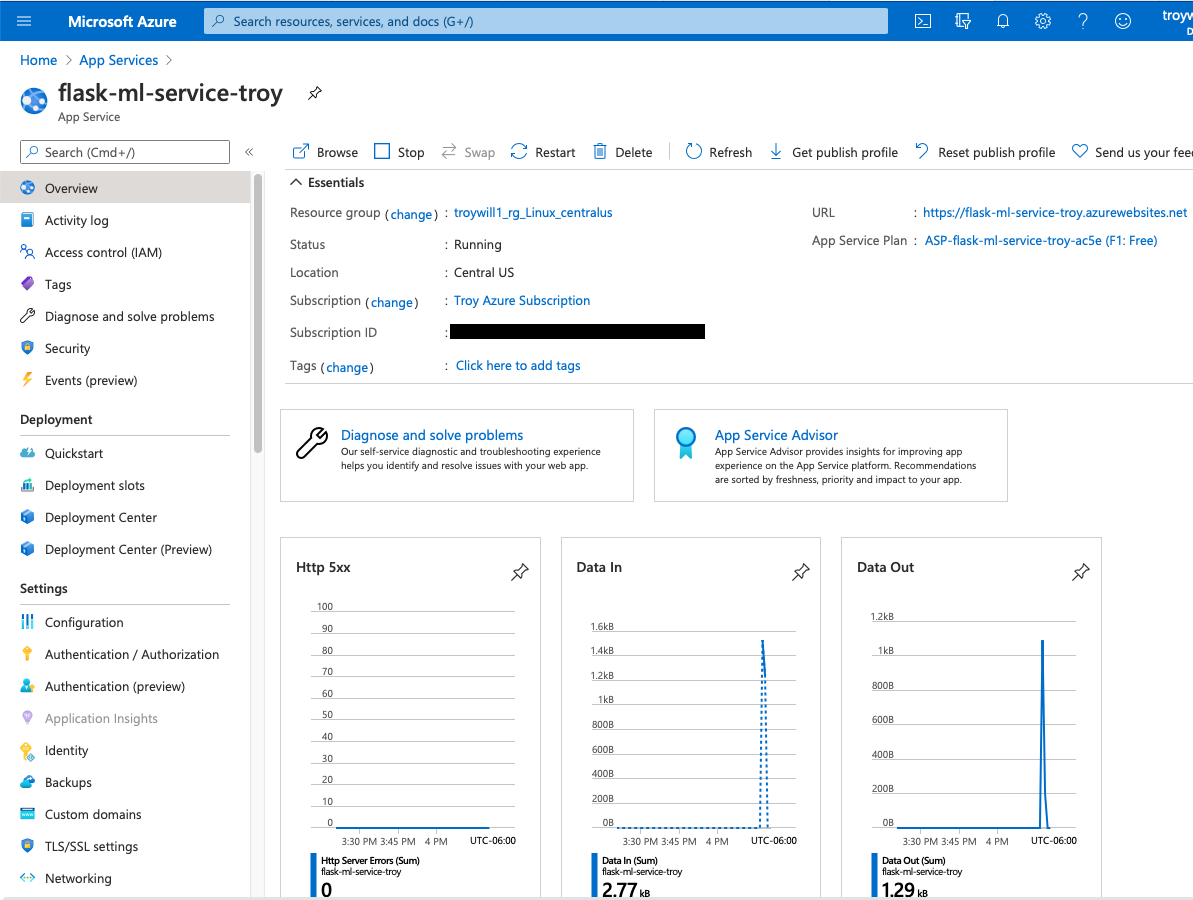 Microsoft Azure
Search resources, services, and docs (G+/)
troyw
D
Home > App Services >
flask-ml-service-troy
App Service
Search (Cmd+/)
«
Browse Stop Swap Restart Delete Refresh Get publish profile Reset publish profile Send us your feed
Overview
Activity log
Access control (IAM)
Tags
Diagnose and solve problems
Security
Events (preview)
Deployment
Quickstart
Deployment slots
Deployment Center
Deployment Center (Preview)
Settings
Configuration
Authentication / Authorization
Authentication (preview)
Application Insights
Identity
Backups
Custom domains
TLS/SSL settings
Networking
Essentials
Resource group (change) : troywill1_rg_Linux_centralus
Status : Running
Location : Central US
Subscription (change) : Troy Azure Subscription
Subscription ID :
Tags (change) : Click here to add tags
URL : https://flask-ml-service-troy.azurewebsites.net
App Service Plan : ASP-flask-ml-service-troy-ac5e (F1: Free)
Diagnose and solve problems
Our self-service diagnostic and troubleshooting experience
helps you identify and resolve issues with your web app.
App Service Advisor
App Service Advisor provides insights for improving app
experience on the App Service platform. Recommendations
are sorted by freshness, priority and impact to your app.
Http 5xx
100
90
80
70
60
50
40
30
20
10
0
3:30 PM 3:45 PM 4 PM UTC-06:00
Http Server Errors (Sum)
flask-ml-service-troy
0
Data In
1.6kB
1.4kB
1.2kB
1kB
800B
600B
400B
200B
0B
3:30 PM 3:45 PM 4 PM UTC-06:00
Data In (Sum)
flask-ml-service-troy
2.77 kB
Data Out
1.2kB
1kB
800B
600B
400B
200B
0B
3:30 PM 3:45 PM 4 PM UTC-06:00
Data Out (Sum)
flask-ml-service-troy
1.29 kB